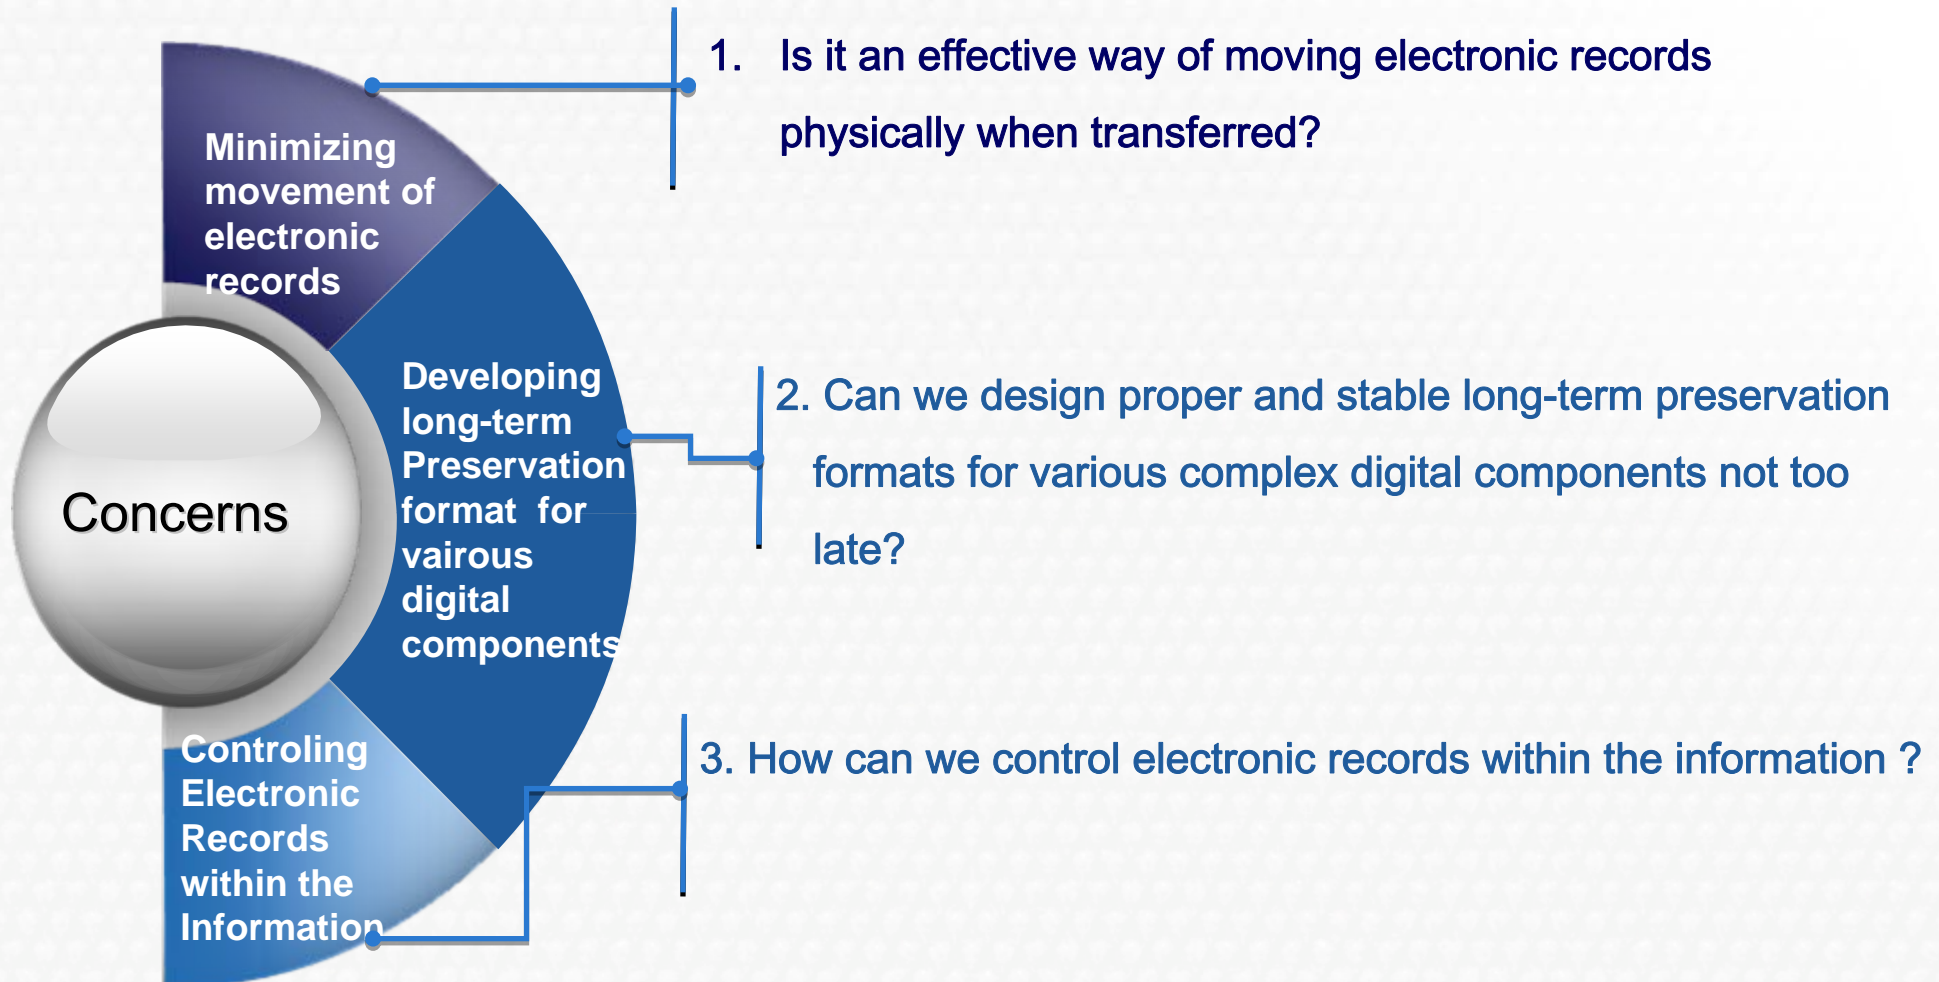 Concerns
Minimizing
movement of
electronic
records
1. Is it an effective way of moving electronic records
physically when transferred?
Developing
long-term
Preservation
format for
vairous
digital
components
2. Can we design proper and stable long-term preservation
formats for various complex digital components not too
late?
Controling
Electronic
Records
within the
Information
3. How can we control electronic records within the information ?